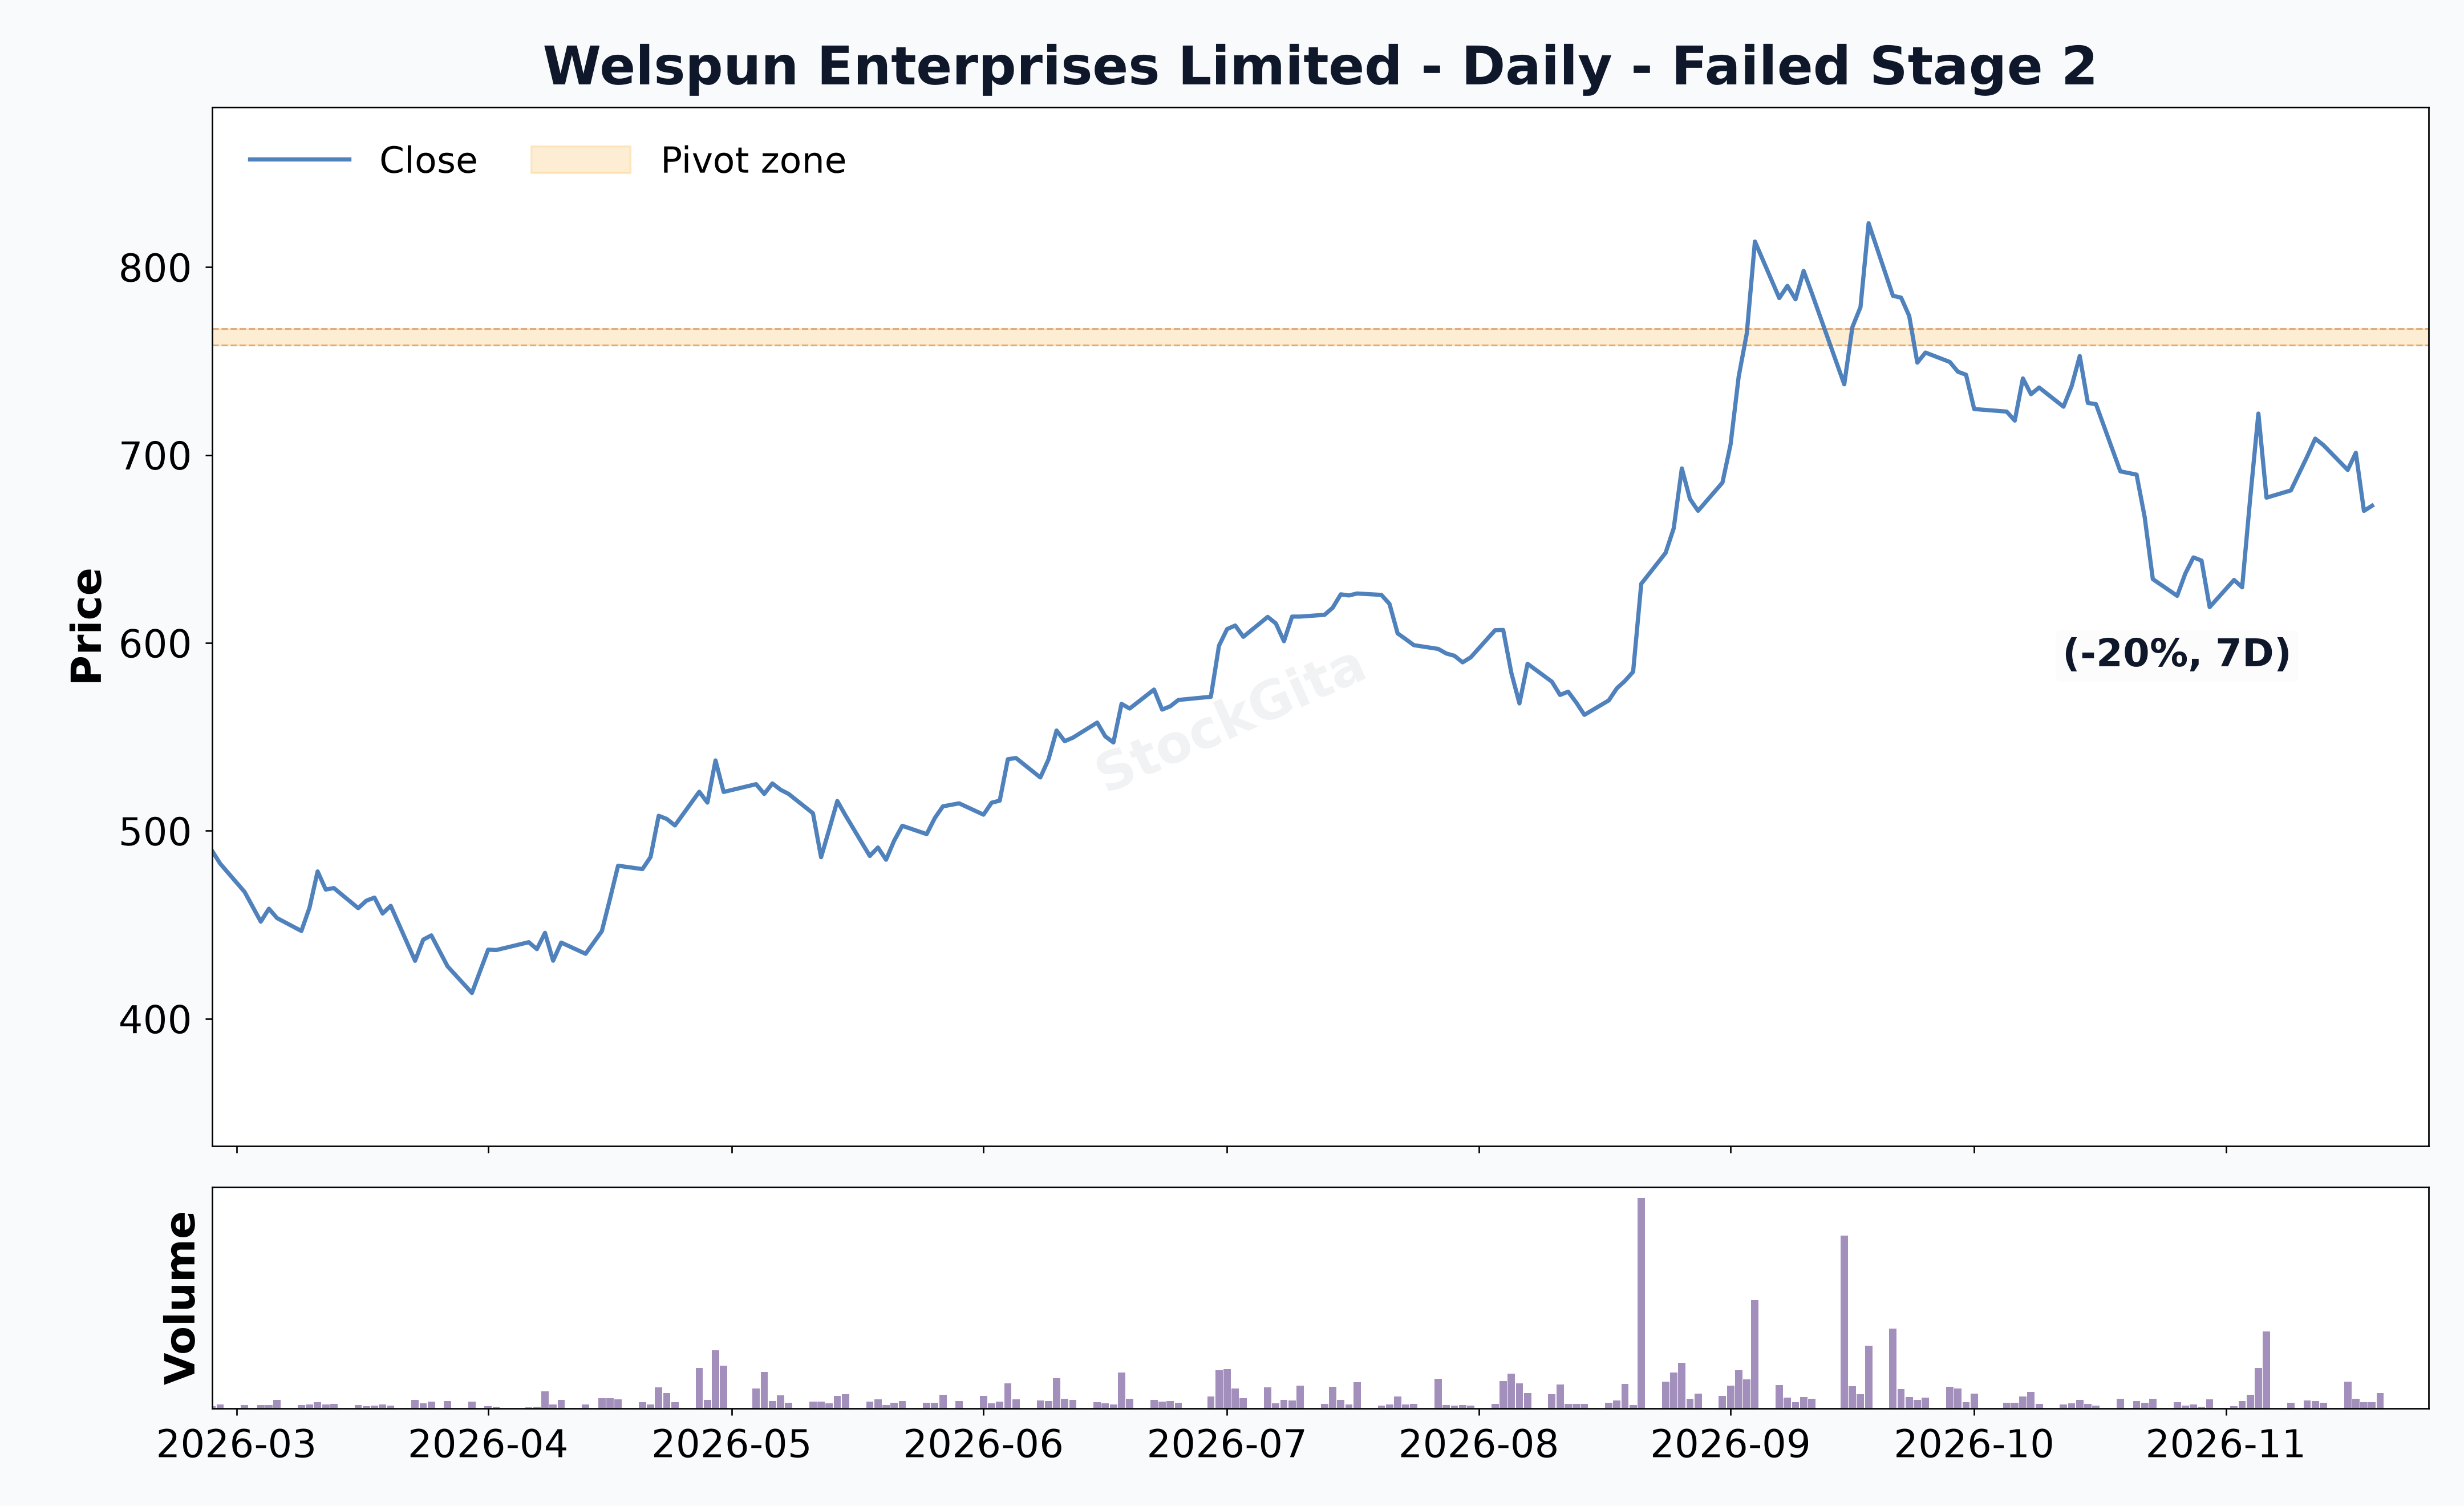 Welspun Enterprises Limited - Daily - Failed Stage 2
Close
Pivot zone
Price
800
700
600
500
400
StockGita
(-20%, 7D)
Volume
2026-03
2026-04
2026-05
2026-06
2026-07
2026-08
2026-09
2026-10
2026-11